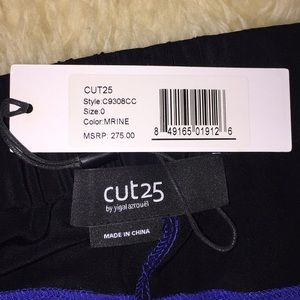 CUT25
Style:C9308CC
Size:0
Color:MRINE
MSRP: 275.00
8 49165 01912 6
cut25
by yigal azrouël
MADE IN CHINA